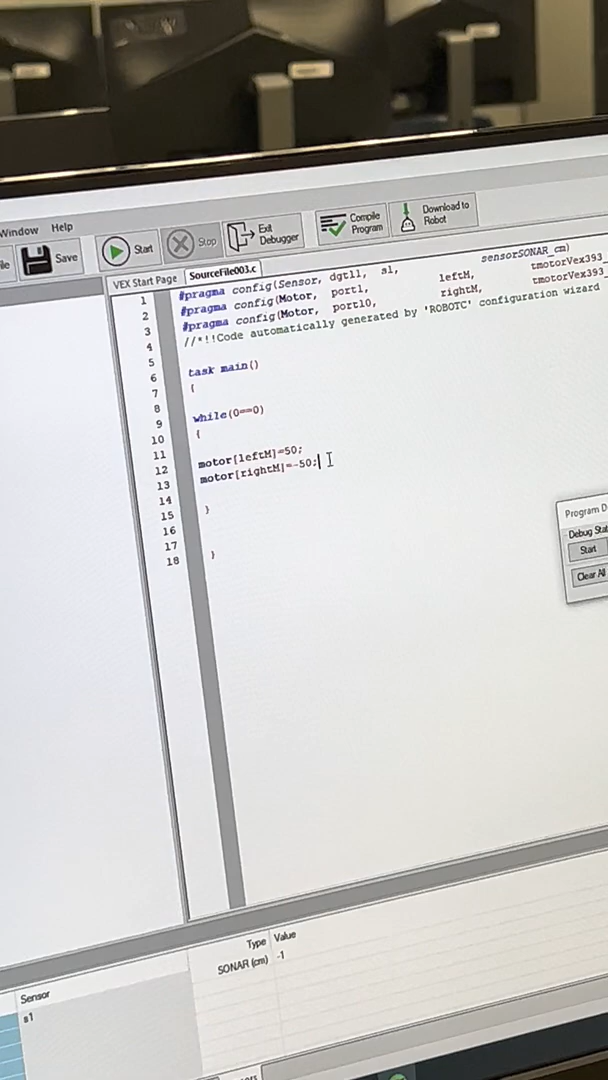 Window Help
Save
Start
Stop
Exit Debugger
Compile Program
Download to Robot
VEX Start Page SourceFile003.c
1 #pragma config(Sensor, dgtl1, s1, sensorSONAR_cm)
2 #pragma config(Motor, port1, leftM, tmotorVex393_
3 #pragma config(Motor, port10, rightM, tmotorVex393_
4 //*!!Code automatically generated by 'ROBOTC' configuration wizard
5
6 task main()
7 {
8
9 while(0==0)
10 {
11
12 motor[leftM]=50;
13 motor[rightM]=-50;
14
15 }
16
17
18 }
Program D
Debug Stat
Start
Clear All
Type Value
SONAR (cm) -1
Sensor
s1